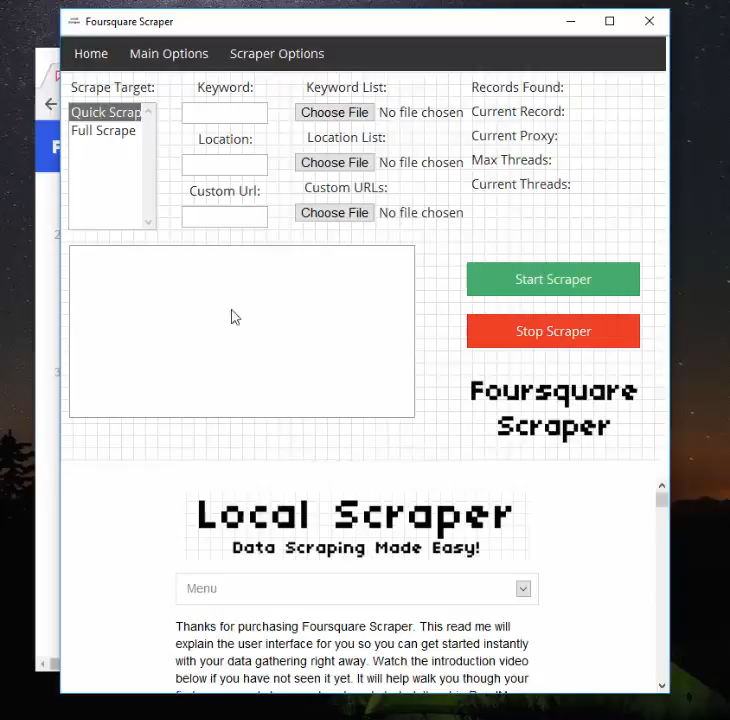 Foursquare Scraper
Home Main Options Scraper Options
Scrape Target: Keyword: Keyword List: Records Found:
Quick Scrap Choose File No file chosen Current Record:
Full Scrape Location: Location List: Current Proxy:
Choose File No file chosen Max Threads:
Custom Url: Custom URLs: Current Threads:
Choose File No file chosen
Start Scraper
Stop Scraper
Foursquare
Scraper
Local Scraper
Data Scraping Made Easy!
Menu
Thanks for purchasing Foursquare Scraper. This read me will
explain the user interface for you so you can get started instantly
with your data gathering right away. Watch the introduction video
below if you have not seen it yet. It will help walk you though your